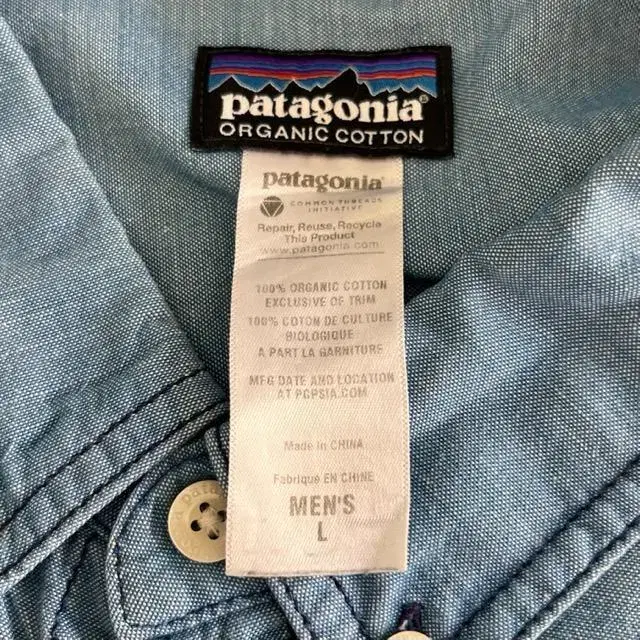 patagonia®
ORGANIC COTTON
patagonia®
COMMON THREADS
INITIATIVE
Repair, Reuse, Recycle
This Product
www.patagonia.com
100% ORGANIC COTTON
EXCLUSIVE OF TRIM
100% COTON DE CULTURE
BIOLOGIQUE
A PART LA GARNITURE
MFG DATE AND LOCATION
AT PGPSIA.COM
Made in CHINA
Fabriqué EN CHINE
MEN'S
L